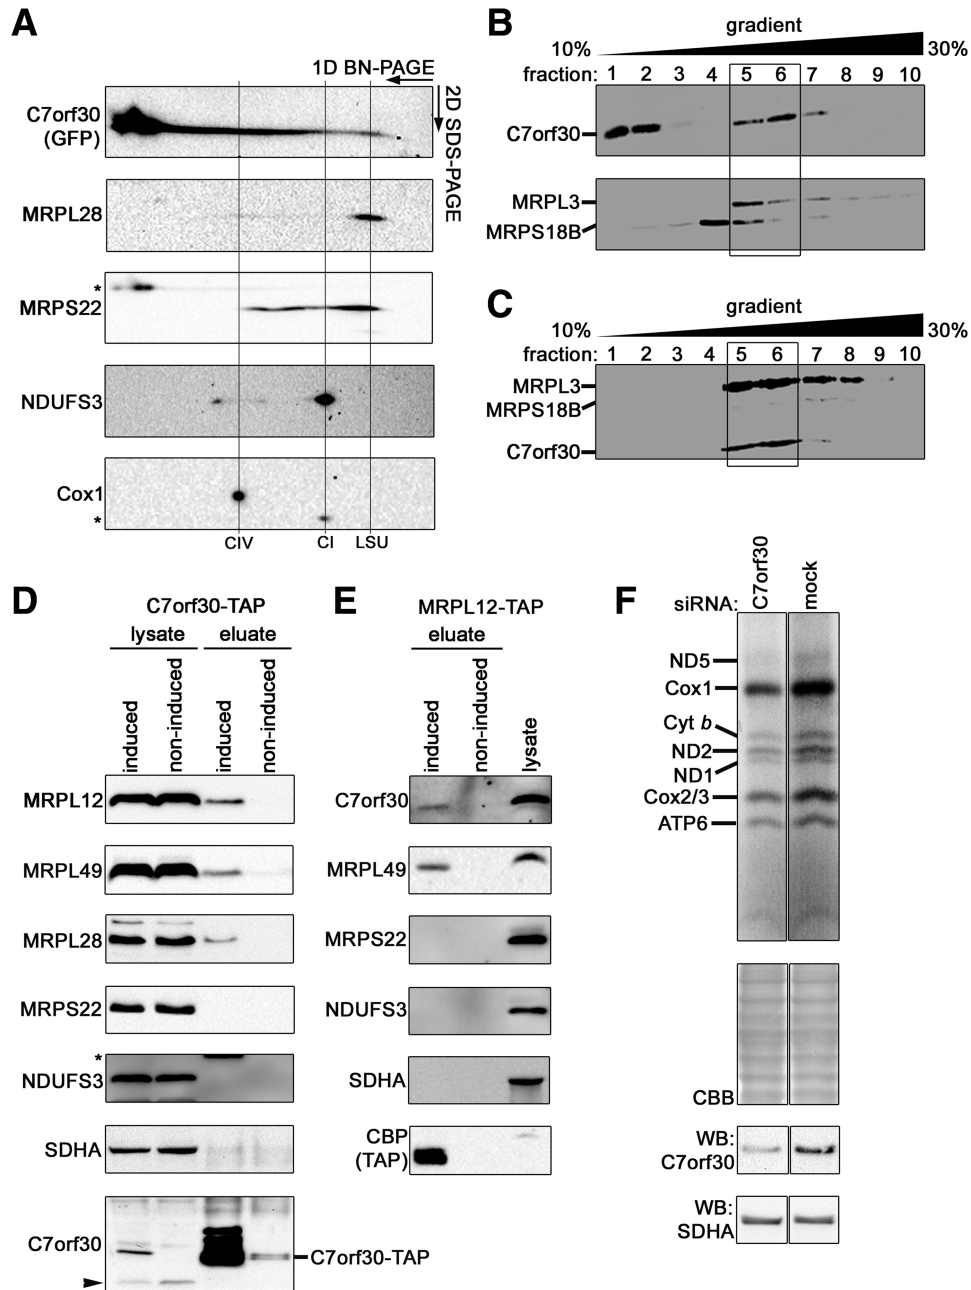 A
1D BN-PAGE
2D SDS-PAGE
C7orf30
(GFP)
MRPL28
*
MRPS22
NDUFS3
Cox1
*
CIV CI LSU
B
gradient
10% 30%
fraction: 1 2 3 4 5 6 7 8 9 10
C7orf30
MRPL3
MRPS18B
C
gradient
10% 30%
fraction: 1 2 3 4 5 6 7 8 9 10
MRPL3
MRPS18B
C7orf30
D
C7orf30-TAP
lysate eluate
induced non-induced induced non-induced
MRPL12
MRPL49
MRPL28
MRPS22
*
NDUFS3
SDHA
C7orf30
C7orf30-TAP
E
MRPL12-TAP
eluate
induced non-induced lysate
C7orf30
MRPL49
MRPS22
NDUFS3
SDHA
CBP
(TAP)
F
siRNA: C7orf30 mock
ND5
Cox1
Cyt b
ND2
ND1
Cox2/3
ATP6
CBB
WB:
C7orf30
WB:
SDHA